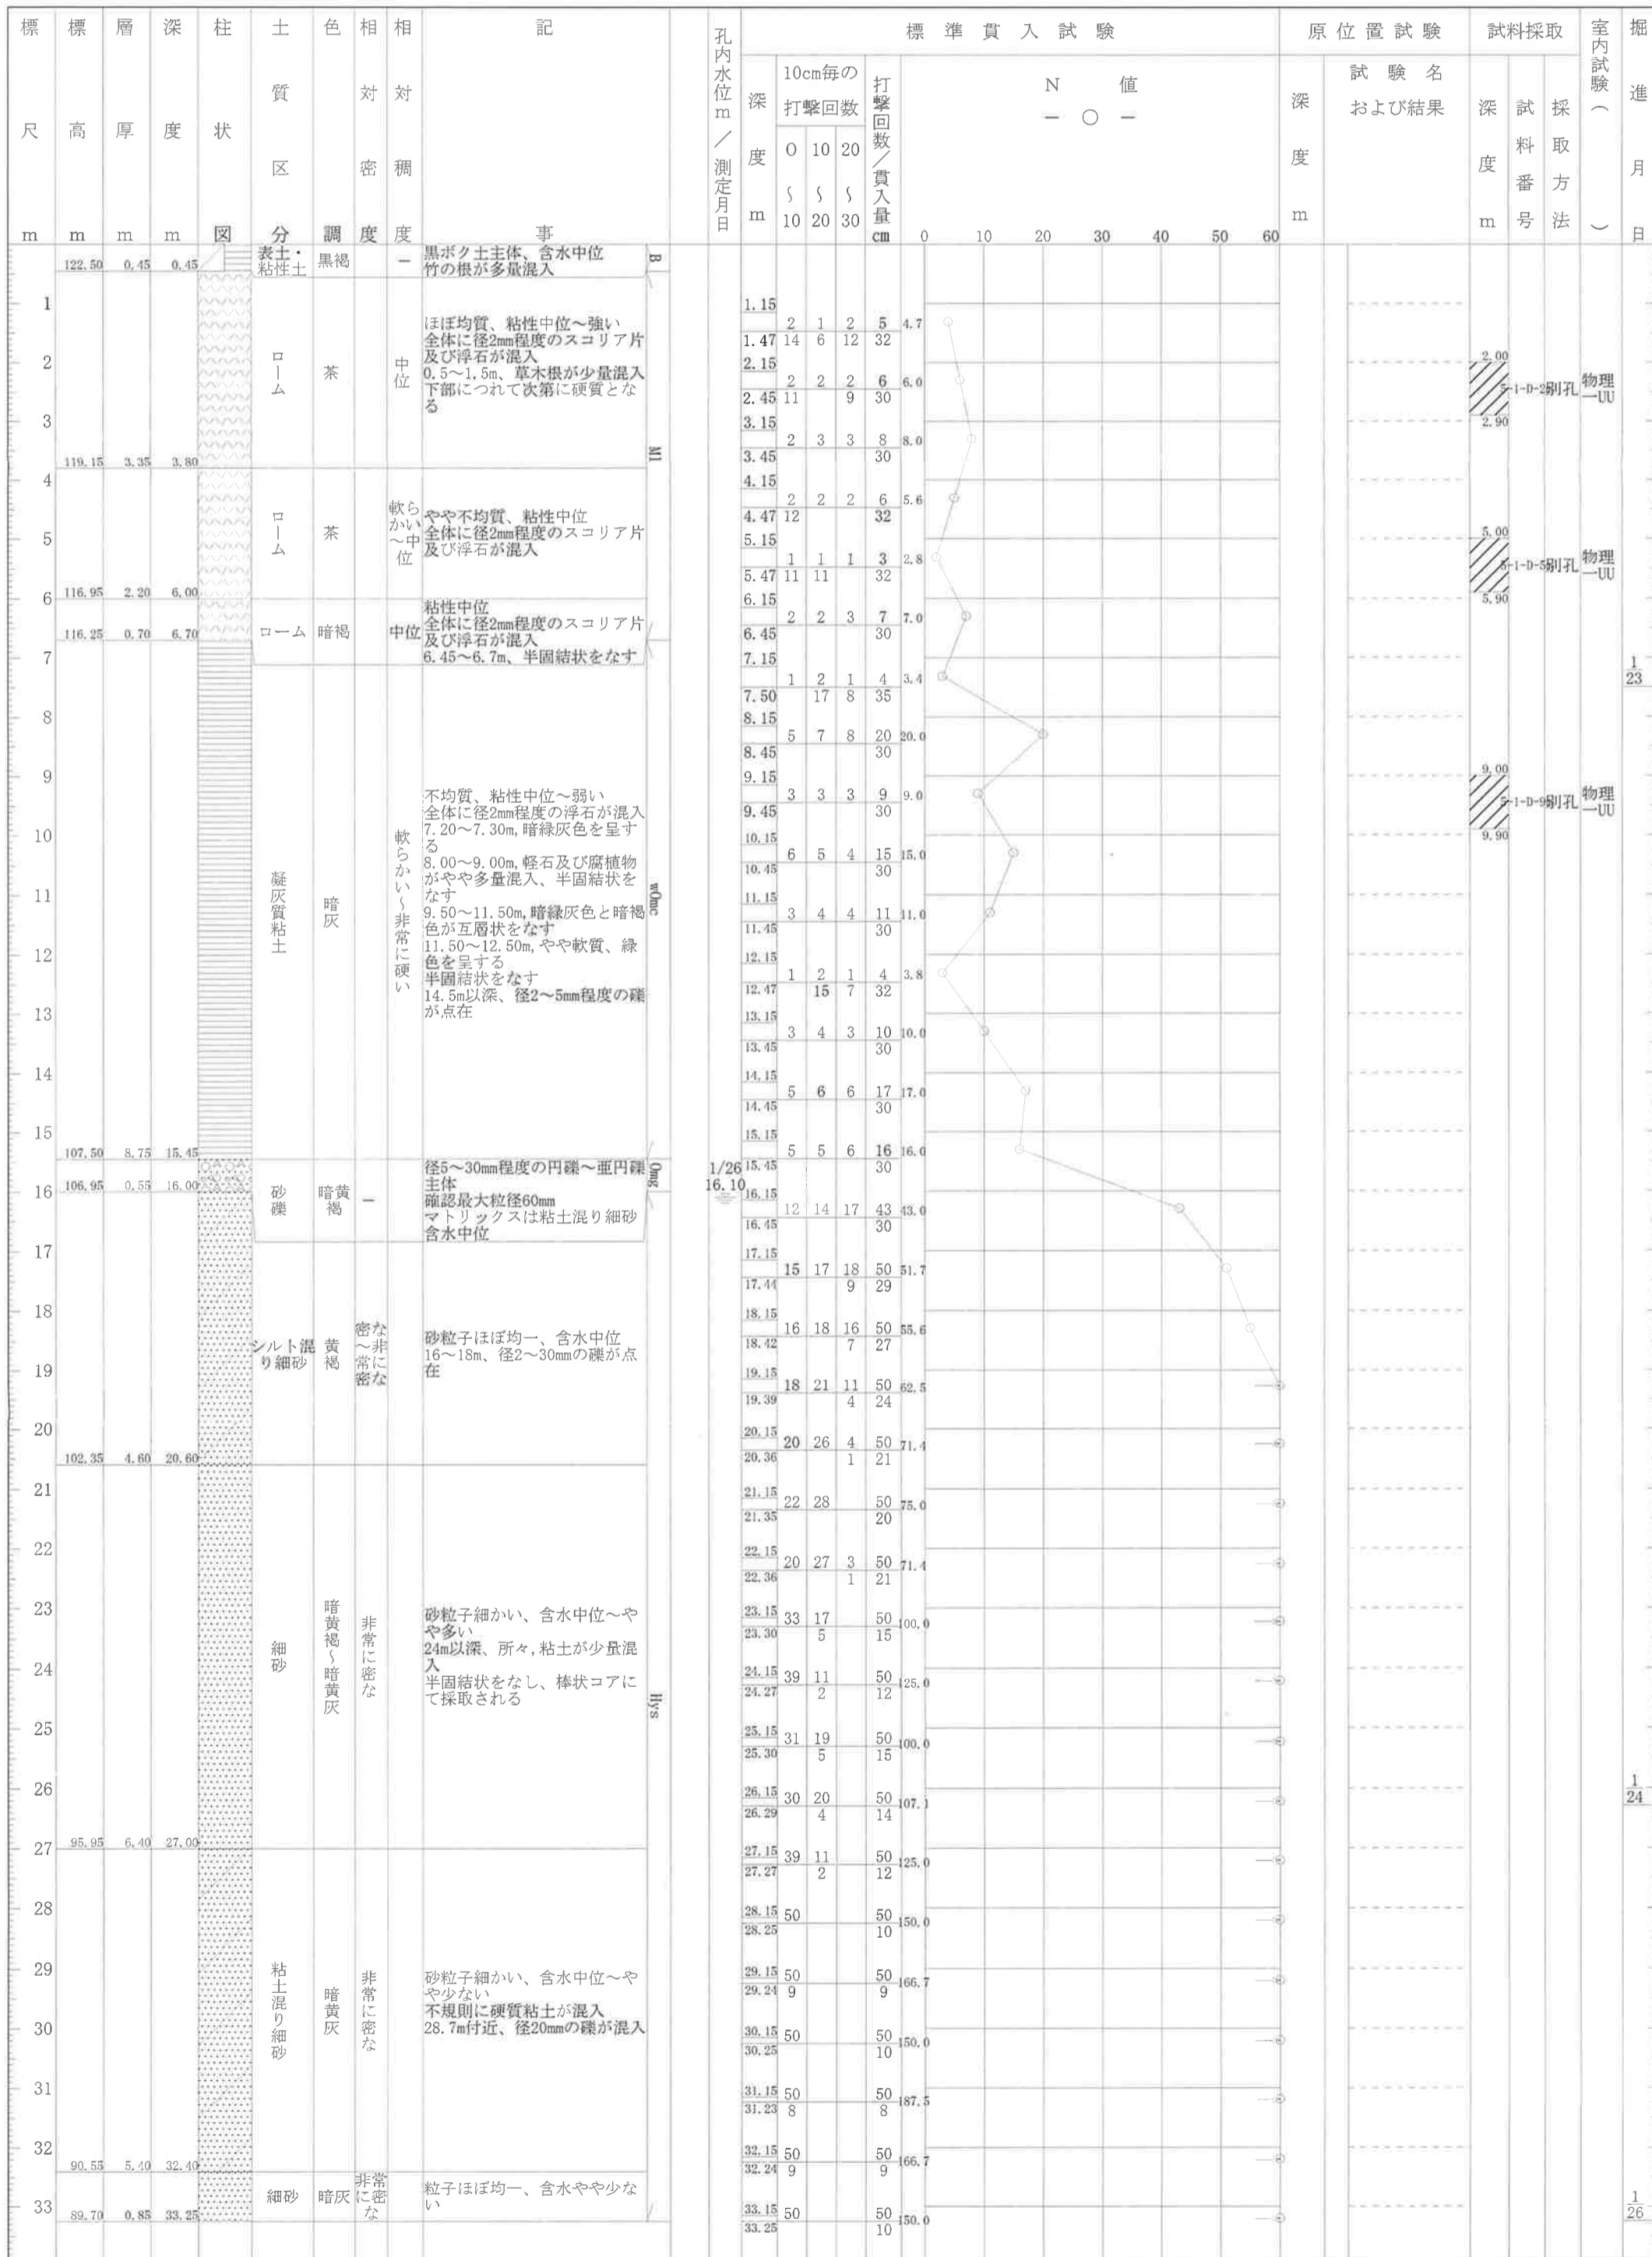 標尺 m
標高 m
層厚 m
深度 m
柱状図
土質区分
色調
相対密度
相対稠度
記事
孔内水位m／測定月日
標準貫入試験
深度 m
10cm毎の打撃回数
0〜10
10〜20
20〜30
打撃回数／貫入量 cm
N 値
― ○ ―
0 10 20 30 40 50 60
原位置試験
深度 m
試験名および結果
試料採取
深度 m
試料番号
採取方法
室内試験（ ）
掘進月日
122.50 0.45 0.45
表土・
粘性土
黒褐
―
黒ボク土主体、含水中位
竹の根が多量混入
B
119.15 3.35 3.80
ローム
茶
中位
ほぼ均質、粘性中位〜強い
全体に径2mm程度のスコリア片
及び浮石が混入
0.5〜1.5m、草木根が少量混入
下部につれて次第に硬質とな
る
Ml
116.95 2.20 6.00
ローム
茶
軟らかい〜中位
やや不均質、粘性中位
全体に径2mm程度のスコリア片
及び浮石が混入
116.25 0.70 6.70
ローム
暗褐
中位
粘性中位
全体に径2mm程度のスコリア片
及び浮石が混入
6.45〜6.7m、半固結状をなす
107.50 8.75 15.45
凝灰質粘土
暗灰
軟らかい〜非常に硬い
不均質、粘性中位〜弱い
全体に径2mm程度の浮石が混入
7.20〜7.30m,暗緑灰色を呈す
る
8.00〜9.00m,軽石及び腐植物
がやや多量混入、半固結状を
なす
9.50〜11.50m,暗緑灰色と暗褐
色が互層状をなす
11.50〜12.50m,やや軟質、緑
色を呈する
半固結状をなす
14.5m以深、径2〜5mm程度の礫
が点在
wOmc
106.95 0.55 16.00
砂礫
暗黄褐
―
径5〜30mm程度の円礫〜亜円礫
主体
確認最大粒径60mm
マトリックスは粘土混り細砂
含水中位
Omg
102.35 4.60 20.60
シルト混
り細砂
黄褐
密な〜非常に密な
砂粒子ほぼ均一、含水中位
16〜18m、径2〜30mmの礫が点
在
95.95 6.40 27.00
細砂
暗黄褐〜暗黄灰
非常に密な
砂粒子細かい、含水中位〜や
や多い
24m以深、所々,粘土が少量混
入
半固結状をなし、棒状コアに
て採取される
Hys
90.55 5.40 32.40
粘土混り細砂
暗黄灰
非常に密な
砂粒子細かい、含水中位〜や
や少ない
不規則に硬質粘土が混入
28.7m付近、径20mmの礫が混入
89.70 0.85 33.25
細砂
暗灰
非常に密な
粒子ほぼ均一、含水やや少な
い
1
2
3
4
5
6
7
8
9
10
11
12
13
14
15
16
17
18
19
20
21
22
23
24
25
26
27
28
29
30
31
32
33
1/26
16.10
1.15
2 1 2 5 4.7
1.47 14 6 12 32
2.15
2 2 2 6 6.0
2.45 11 9 30
3.15
2 3 3 8 8.0
3.45 30
4.15
2 2 2 6 5.6
4.47 12 32
5.15
1 1 1 3 2.8
5.47 11 11 32
6.15
2 2 3 7 7.0
6.45 30
7.15
1 2 1 4 3.4
7.50 17 8 35
8.15
5 7 8 20 20.0
8.45 30
9.15
3 3 3 9 9.0
9.45 30
10.15
6 5 4 15 15.0
10.45 30
11.15
3 4 4 11 11.0
11.45 30
12.15
1 2 1 4 3.8
12.47 15 7 32
13.15
3 4 3 10 10.0
13.45 30
14.15
5 6 6 17 17.0
14.45 30
15.15
5 5 6 16 16.0
15.45 30
16.15
12 14 17 43 43.0
16.45 30
17.15
15 17 18 50 51.7
17.44 9 29
18.15
16 18 16 50 55.6
18.42 7 27
19.15
18 21 11 50 62.5
19.39 4 24
20.15
20 26 4 50 71.4
20.36 1 21
21.15
22 28 50 75.0
21.35 20
22.15
20 27 3 50 71.4
22.36 1 21
23.15
33 17 50 100.0
23.30 5 15
24.15
39 11 50 125.0
24.27 2 12
25.15
31 19 50 100.0
25.30 5 15
26.15
30 20 50 107.1
26.29 4 14
27.15
39 11 50 125.0
27.27 2 12
28.15
50 50 150.0
28.25 10
29.15
50 50 166.7
29.24 9 9
30.15
50 50 150.0
30.25 10
31.15
50 50 187.5
31.23 8 8
32.15
50 50 166.7
32.24 9 9
33.15
50 50 150.0
33.25 10
2.00
5-1-D-2 別孔 物理
2.90 一UU
5.00
5-1-D-5 別孔 物理
5.90 一UU
9.00
5-1-D-9 別孔 物理
9.90 一UU
1
23
1
24
1
26